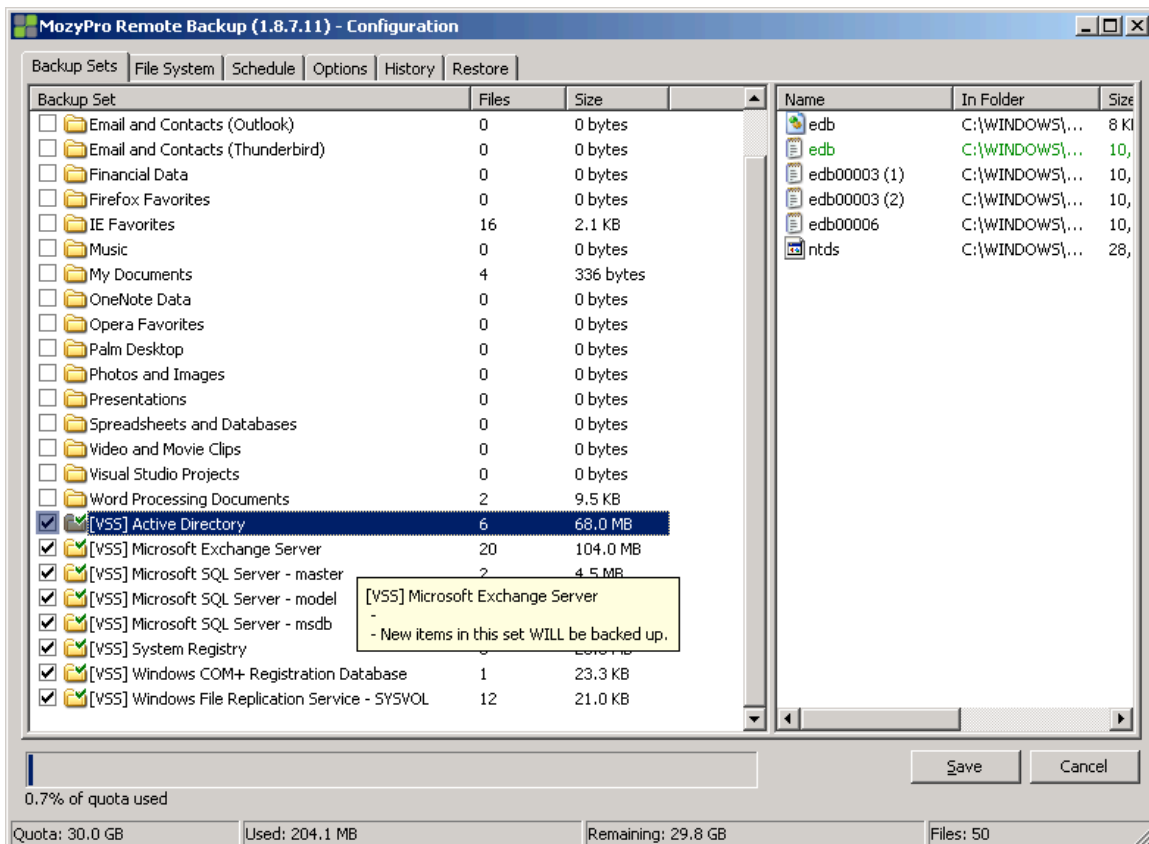 MozyPro Remote Backup (1.8.7.11) - Configuration
Backup Sets File System Schedule Options History Restore
Backup Set Files Size
Email and Contacts (Outlook) 0 0 bytes
Email and Contacts (Thunderbird) 0 0 bytes
Financial Data 0 0 bytes
Firefox Favorites 0 0 bytes
IE Favorites 16 2.1 KB
Music 0 0 bytes
My Documents 4 336 bytes
OneNote Data 0 0 bytes
Opera Favorites 0 0 bytes
Palm Desktop 0 0 bytes
Photos and Images 0 0 bytes
Presentations 0 0 bytes
Spreadsheets and Databases 0 0 bytes
Video and Movie Clips 0 0 bytes
Visual Studio Projects 0 0 bytes
Word Processing Documents 2 9.5 KB
[VSS] Active Directory 6 68.0 MB
[VSS] Microsoft Exchange Server 20 104.0 MB
[VSS] Microsoft SQL Server - master 2 4.5 MB
[VSS] Microsoft SQL Server - model
[VSS] Microsoft SQL Server - msdb
[VSS] System Registry
[VSS] Windows COM+ Registration Database 1 23.3 KB
[VSS] Windows File Replication Service - SYSVOL 12 21.0 KB
[VSS] Microsoft Exchange Server
-
- New items in this set WILL be backed up.
Name In Folder Size
edb C:\WINDOWS\... 8 K
edb C:\WINDOWS\... 10,
edb00003 (1) C:\WINDOWS\... 10,
edb00003 (2) C:\WINDOWS\... 10,
edb00006 C:\WINDOWS\... 10,
ntds C:\WINDOWS\... 28,
0.7% of quota used
Save Cancel
Quota: 30.0 GB Used: 204.1 MB Remaining: 29.8 GB Files: 50